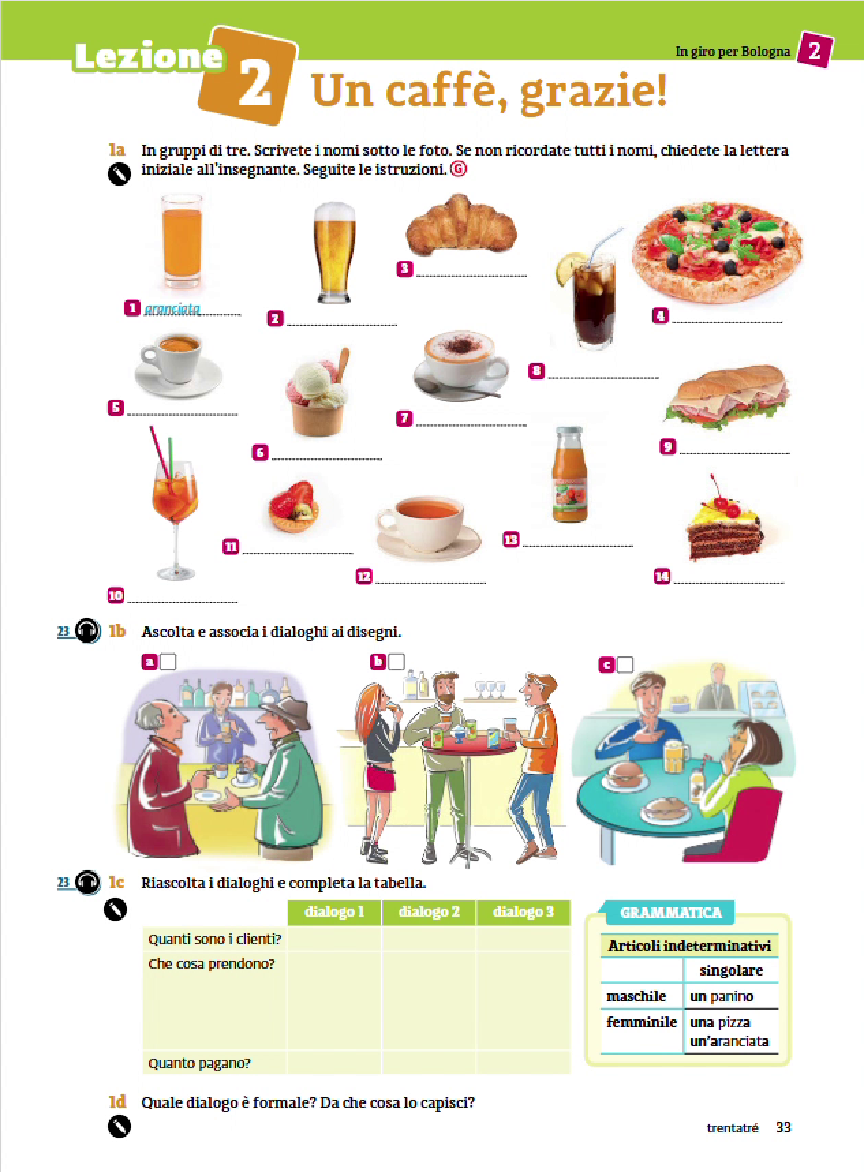 Lezione
2
In giro per Bologna 2
Un caffè, grazie!
1a In gruppi di tre. Scrivete i nomi sotto le foto. Se non ricordate tutti i nomi, chiedete la lettera
iniziale all'insegnante. Seguite le istruzioni. G
1 aranciata
2
3
4
5
6
7
8
9
10
11
12
13
14
23 1b Ascolta e associa i dialoghi ai disegni.
a
b
c
23 1c Riascolta i dialoghi e completa la tabella.
dialogo 1 dialogo 2 dialogo 3
Quanti sono i clienti?
Che cosa prendono?
Quanto pagano?
GRAMMATICA
Articoli indeterminativi
singolare
maschile un panino
femminile una pizza
un'aranciata
1d Quale dialogo è formale? Da che cosa lo capisci?
trentatré 33